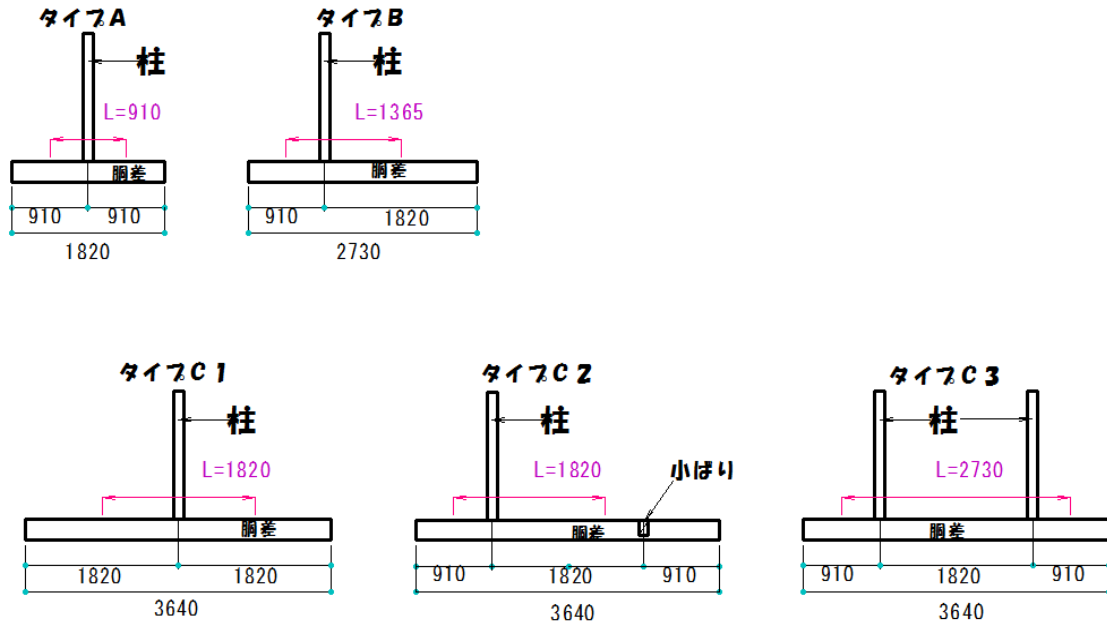 タイプA
柱
L=910
胴差
910 910
1820
タイプB
柱
L=1365
胴差
910 1820
2730
タイプC1
柱
L=1820
胴差
1820 1820
3640
タイプC2
柱
L=1820
小ばり
胴差
910 1820 910
3640
タイプC3
柱
L=2730
胴差
910 1820 910
3640